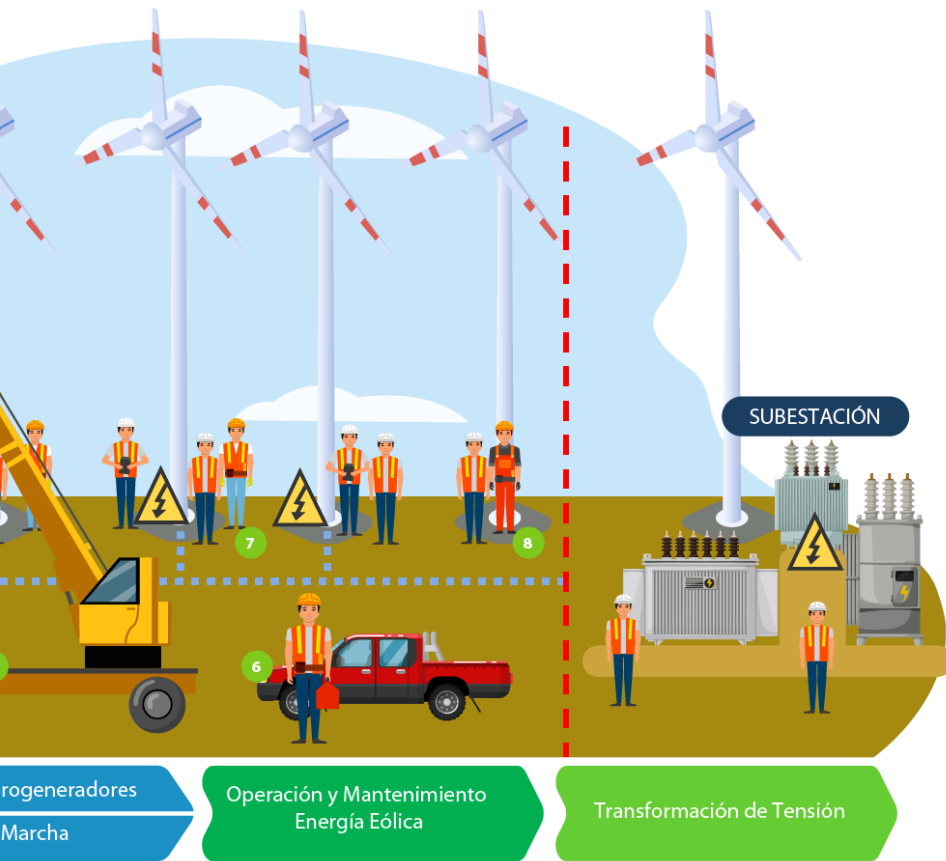 SUBESTACIÓN
7
8
6
rogeneradores
Marcha
Operación y Mantenimiento
Energía Eólica
Transformación de Tensión